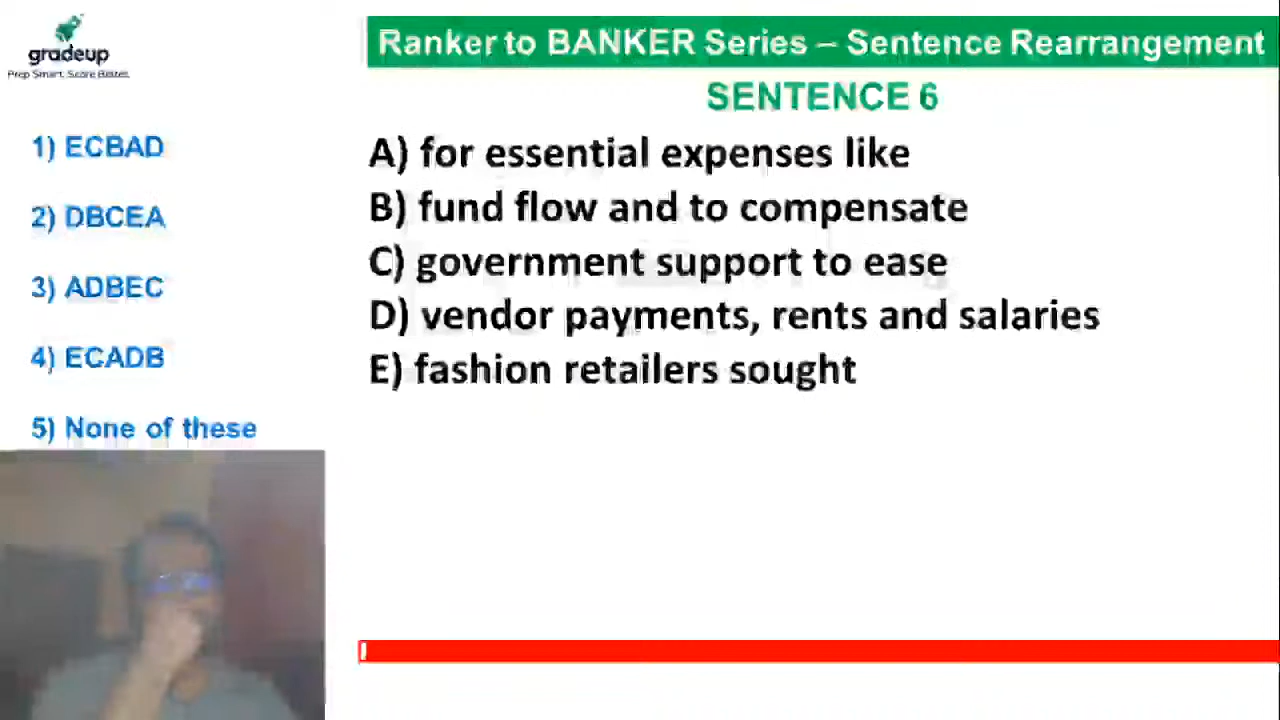 gradeup
Prep Smart. Score Better.
Ranker to BANKER Series – Sentence Rearrangement
SENTENCE 6
1) ECBAD
2) DBCEA
3) ADBEC
4) ECADB
5) None of these
A) for essential expenses like
B) fund flow and to compensate
C) government support to ease
D) vendor payments, rents and salaries
E) fashion retailers sought